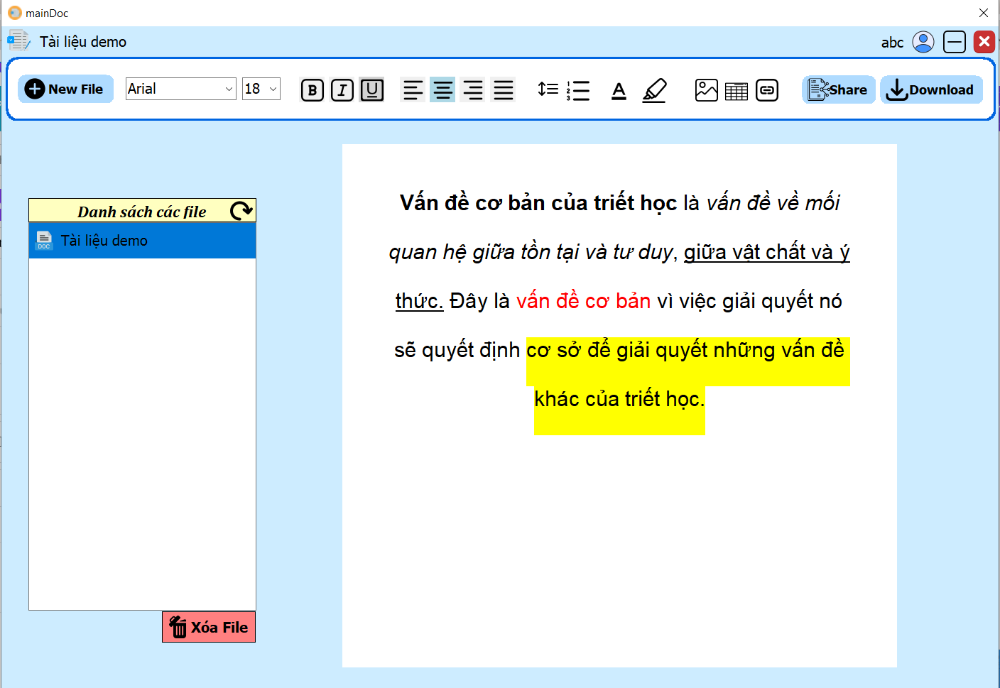 mainDoc
Tài liệu demo
abc
New File
Arial
18
B I U
A
Share
Download
Danh sách các file
DOC
Tài liệu demo
Xóa File
Vấn đề cơ bản của triết học là vấn đề về mối
quan hệ giữa tồn tại và tư duy, giữa vật chất và ý
thức. Đây là vấn đề cơ bản vì việc giải quyết nó
sẽ quyết định cơ sở để giải quyết những vấn đề
khác của triết học.